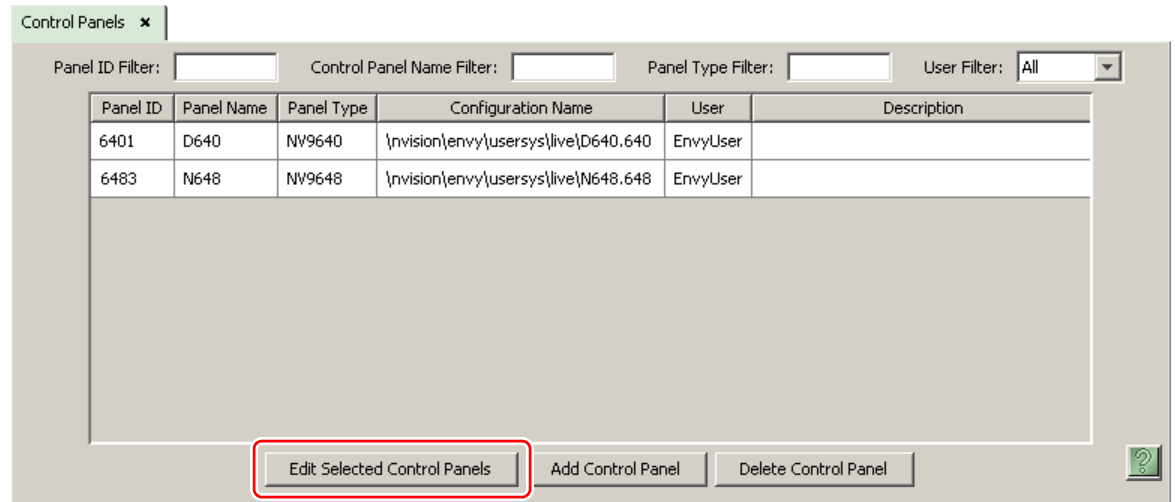 Control Panels ×
Panel ID Filter: Control Panel Name Filter: Panel Type Filter: User Filter: All
Panel ID Panel Name Panel Type Configuration Name User Description
6401 D640 NV9640 \nvision\envy\usersys\live\D640.640 EnvyUser
6483 N648 NV9648 \nvision\envy\usersys\live\N648.648 EnvyUser
Edit Selected Control Panels Add Control Panel Delete Control Panel ?